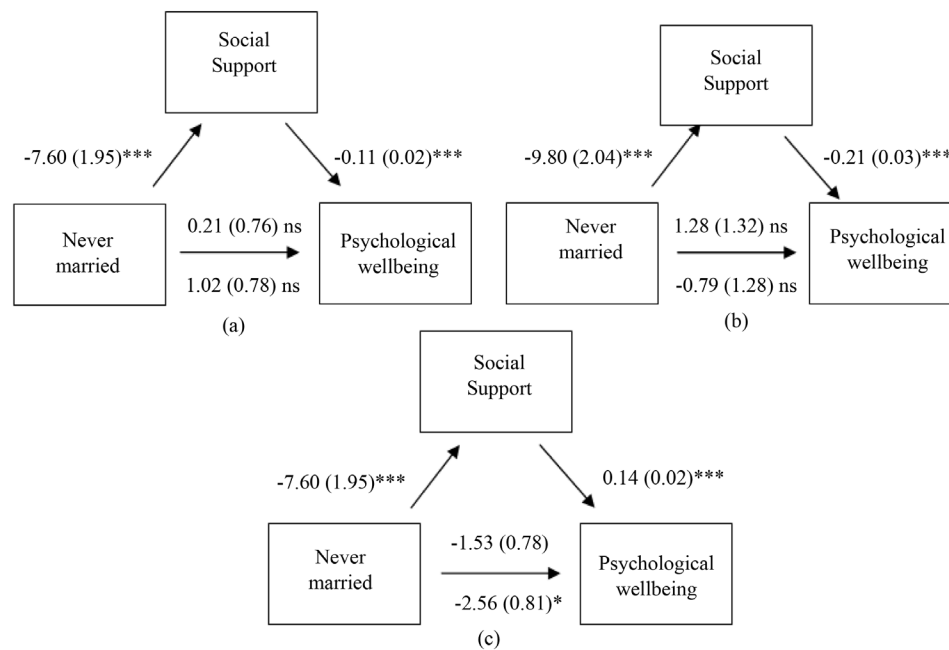 Social
Support
-7.60 (1.95)***
-0.11 (0.02)***
Never
married
0.21 (0.76) ns
1.02 (0.78) ns
Psychological
wellbeing
(a)
Social
Support
-9.80 (2.04)***
-0.21 (0.03)***
Never
married
1.28 (1.32) ns
-0.79 (1.28) ns
Psychological
wellbeing
(b)
Social
Support
-7.60 (1.95)***
0.14 (0.02)***
Never
married
-1.53 (0.78)
-2.56 (0.81)*
Psychological
wellbeing
(c)